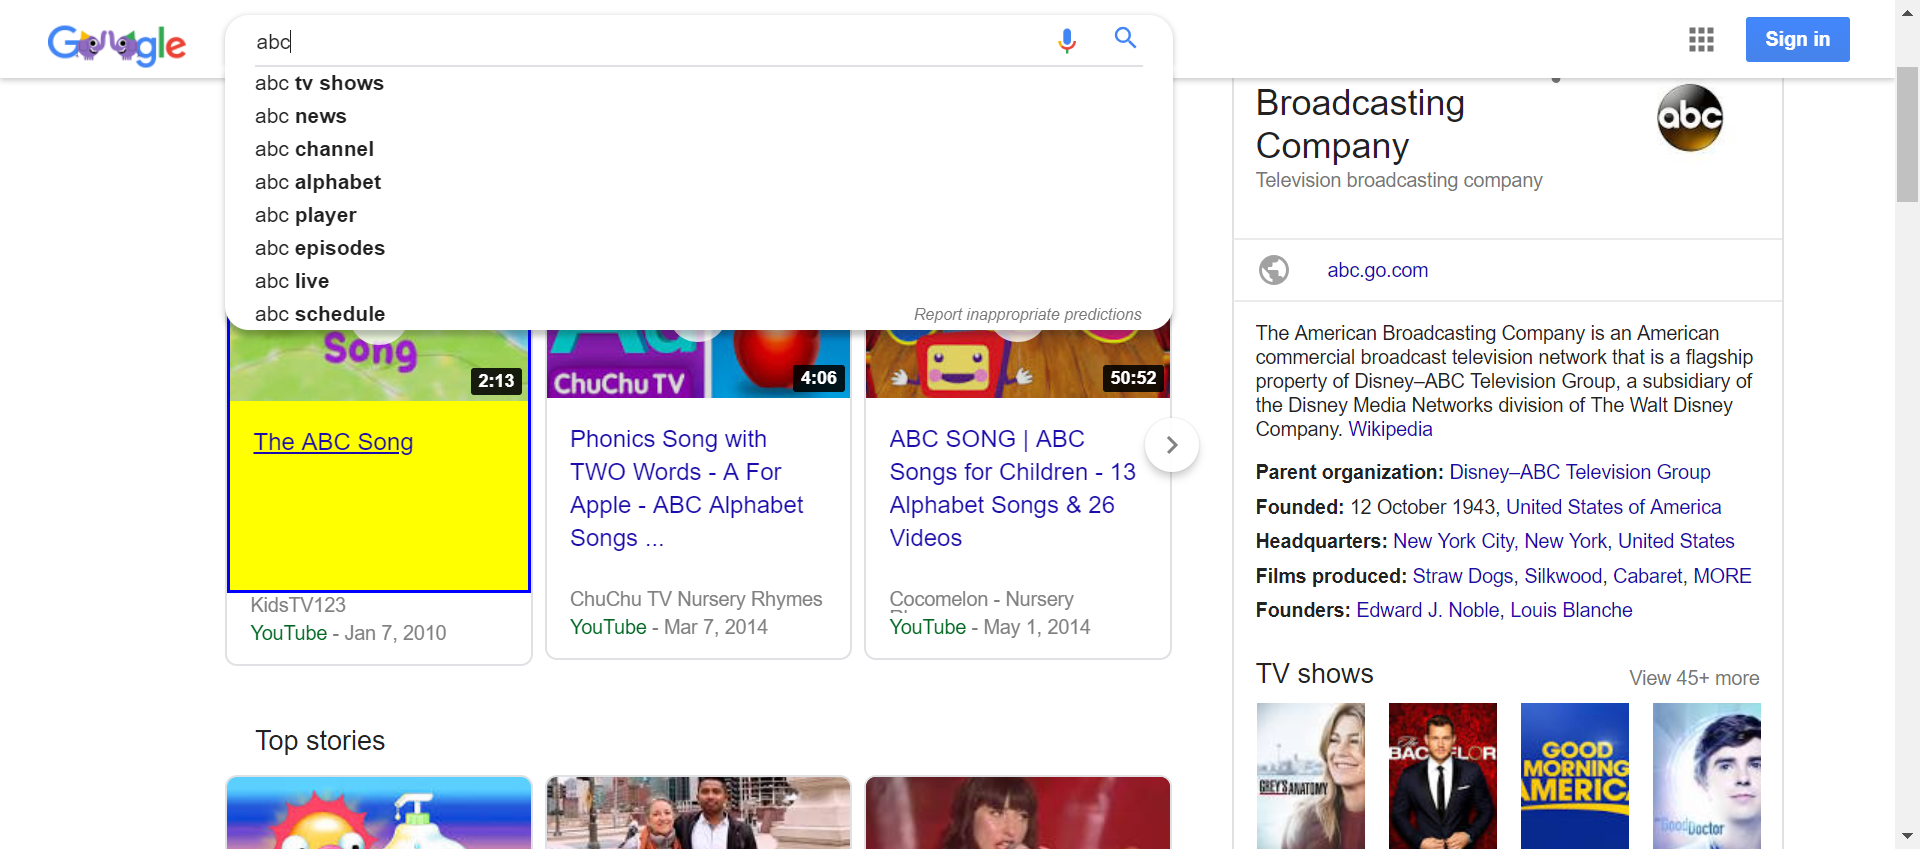 Google
abc
Sign in
abc tv shows
abc news
abc channel
abc alphabet
abc player
abc episodes
abc live
abc schedule
Report inappropriate predictions
Song
2:13
ChuChu TV
4:06
50:52
The ABC Song
KidsTV123
YouTube - Jan 7, 2010
Phonics Song with
TWO Words - A For
Apple - ABC Alphabet
Songs ...
ChuChu TV Nursery Rhymes
YouTube - Mar 7, 2014
ABC SONG | ABC
Songs for Children - 13
Alphabet Songs & 26
Videos
Cocomelon - Nursery
YouTube - May 1, 2014
Top stories
Broadcasting
Company
abc
Television broadcasting company
abc.go.com
The American Broadcasting Company is an American
commercial broadcast television network that is a flagship
property of Disney–ABC Television Group, a subsidiary of
the Disney Media Networks division of The Walt Disney
Company. Wikipedia
Parent organization: Disney–ABC Television Group
Founded: 12 October 1943, United States of America
Headquarters: New York City, New York, United States
Films produced: Straw Dogs, Silkwood, Cabaret, MORE
Founders: Edward J. Noble, Louis Blanche
TV shows
View 45+ more
GREY'S ANATOMY
The
BACHELOR
GOOD
MORNING
AMERICA
the Good Doctor